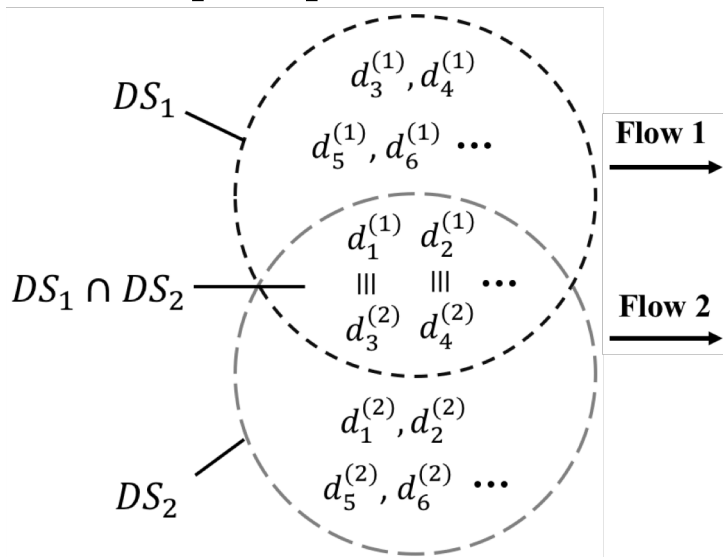 d_3^{(1)}, d_4^{(1)}
DS_1
d_5^{(1)}, d_6^{(1)} ···
Flow 1
d_1^{(1)} d_2^{(1)}
≡ ≡ ···
DS_1 ∩ DS_2
d_3^{(2)} d_4^{(2)}
Flow 2
d_1^{(2)}, d_2^{(2)}
d_5^{(2)}, d_6^{(2)} ···
DS_2